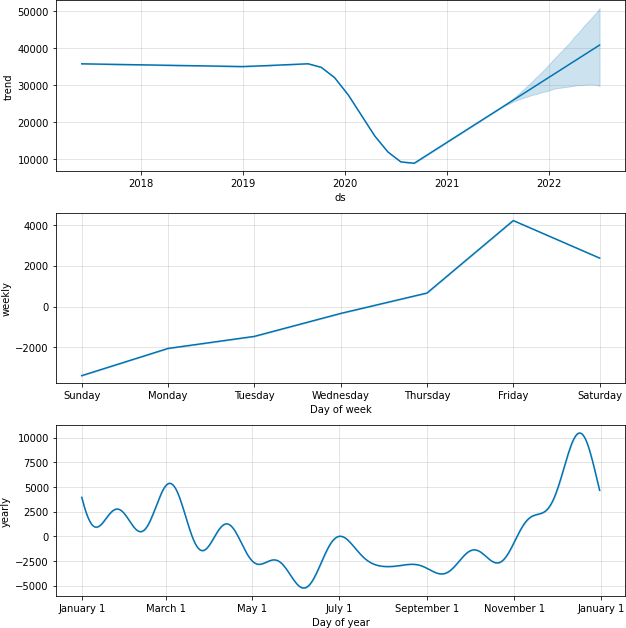 50000
40000
30000
20000
10000
trend
2018 2019 2020 2021 2022
ds
4000
2000
0
−2000
weekly
Sunday Monday Tuesday Wednesday Thursday Friday Saturday
Day of week
10000
7500
5000
2500
0
−2500
−5000
yearly
January 1 March 1 May 1 July 1 September 1 November 1 January 1
Day of year